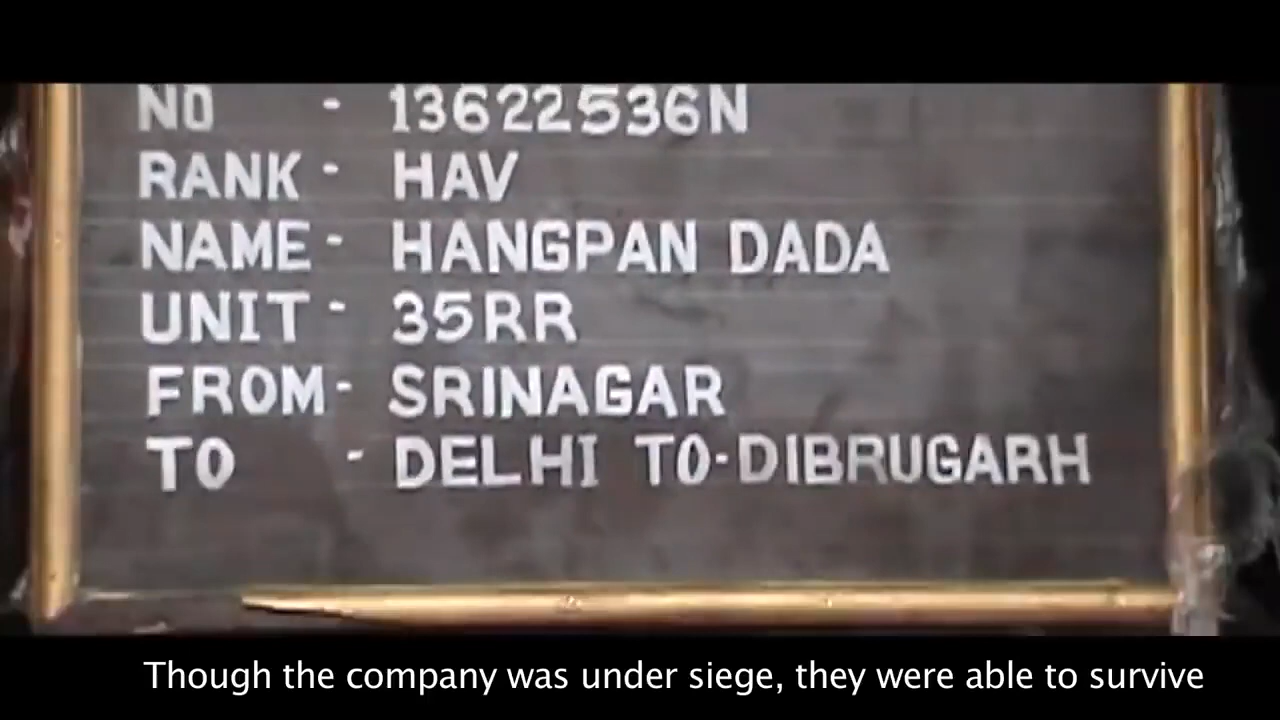 NO - 13622536N
RANK - HAV
NAME - HANGPAN DADA
UNIT - 35RR
FROM - SRINAGAR
TO - DELHI TO-DIBRUGARH
Though the company was under siege, they were able to survive